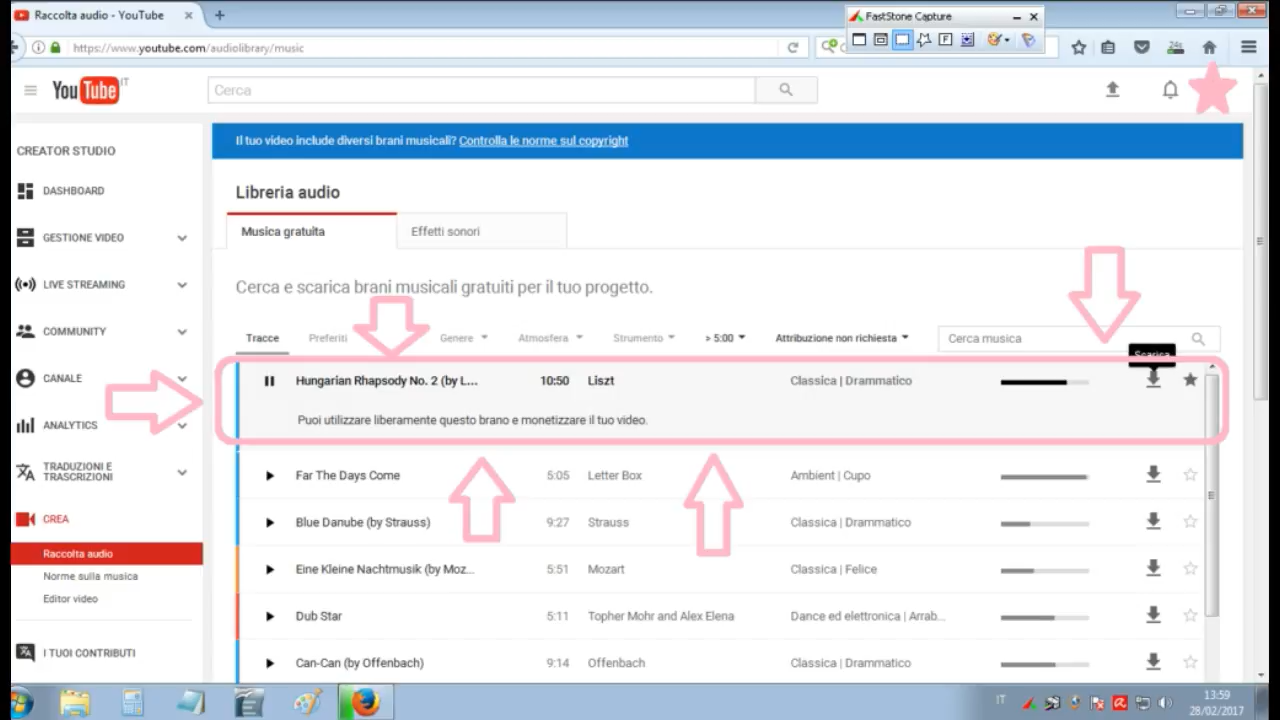 Raccolta audio - YouTube
FastStone Capture
https://www.youtube.com/audiolibrary/music
YouTube IT
Cerca
CREATOR STUDIO
DASHBOARD
GESTIONE VIDEO
LIVE STREAMING
COMMUNITY
CANALE
ANALYTICS
TRADUZIONI E
TRASCRIZIONI
CREA
Raccolta audio
Norme sulla musica
Editor video
I TUOI CONTRIBUTI
Il tuo video include diversi brani musicali? Controlla le norme sul copyright
Libreria audio
Musica gratuita
Effetti sonori
Cerca e scarica brani musicali gratuiti per il tuo progetto.
Tracce Preferiti Genere Atmosfera Strumento > 5:00 Attribuzione non richiesta Cerca musica
Scarica
Hungarian Rhapsody No. 2 (by L... 10:50 Liszt Classica | Drammatico
Puoi utilizzare liberamente questo brano e monetizzare il tuo video.
Far The Days Come 5:05 Letter Box Ambient | Cupo
Blue Danube (by Strauss) 9:27 Strauss Classica | Drammatico
Eine Kleine Nachtmusik (by Moz... 5:51 Mozart Classica | Felice
Dub Star 5:11 Topher Mohr and Alex Elena Dance ed elettronica | Arrab...
Can-Can (by Offenbach) 9:14 Offenbach Classica | Drammatico
IT
13:59
28/02/2017